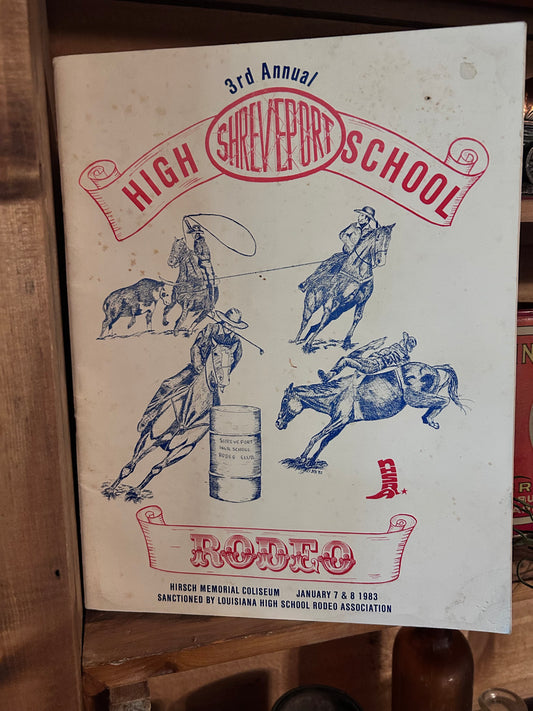 3rd Annual
HIGH SHREVEPORT SCHOOL
SHREVEPORT
HIGH SCHOOL
RODEO CLUB
RODEO
HIRSCH MEMORIAL COLISEUM JANUARY 7 & 8 1983
SANCTIONED BY LOUISIANA HIGH SCHOOL RODEO ASSOCIATION